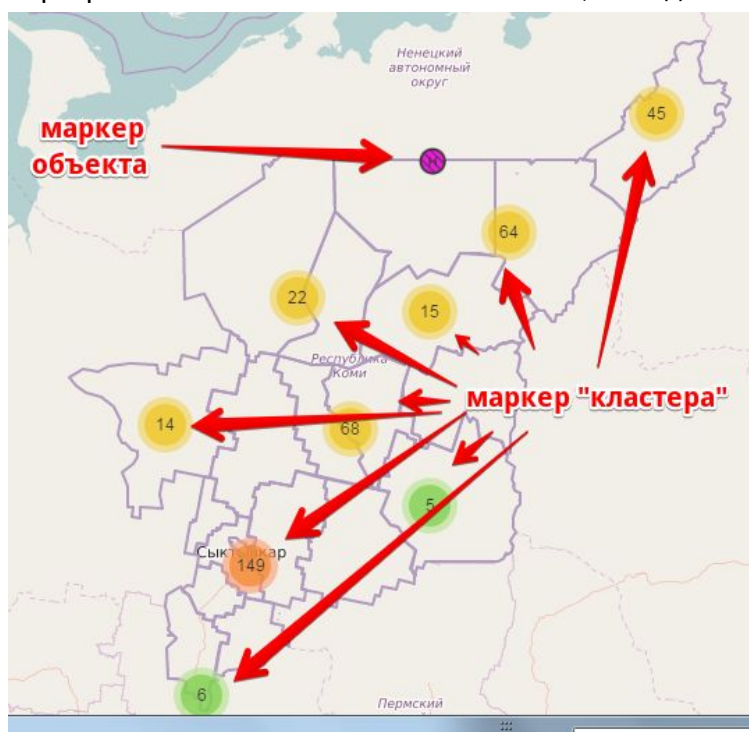 Ненецкий
автономный
округ
45
маркер
объекта
64
22
15
Республика
Коми
маркер "кластера"
14
68
5
Сыктывкар
149
6
Пермский